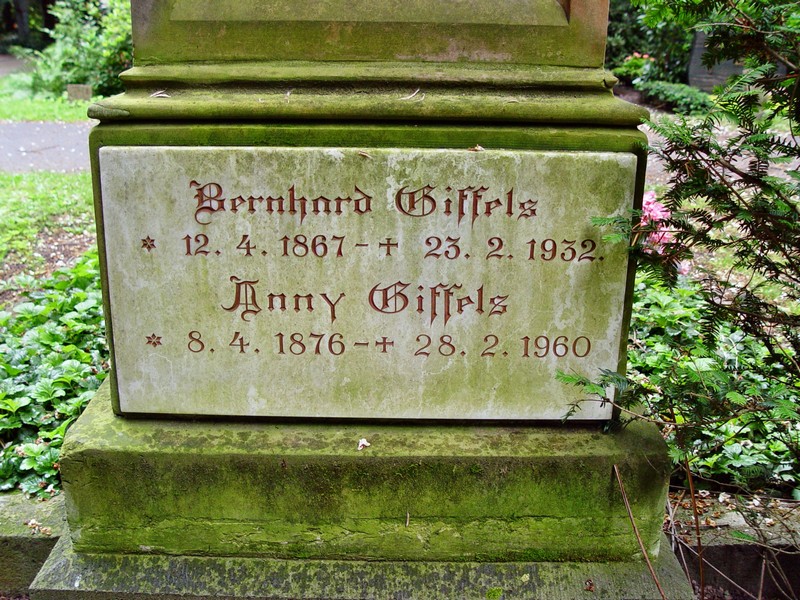 Bernhard Giffels
* 12. 4. 1867 - + 23. 2. 1932.
Anny Giffels
* 8. 4. 1876 - + 28. 2. 1960